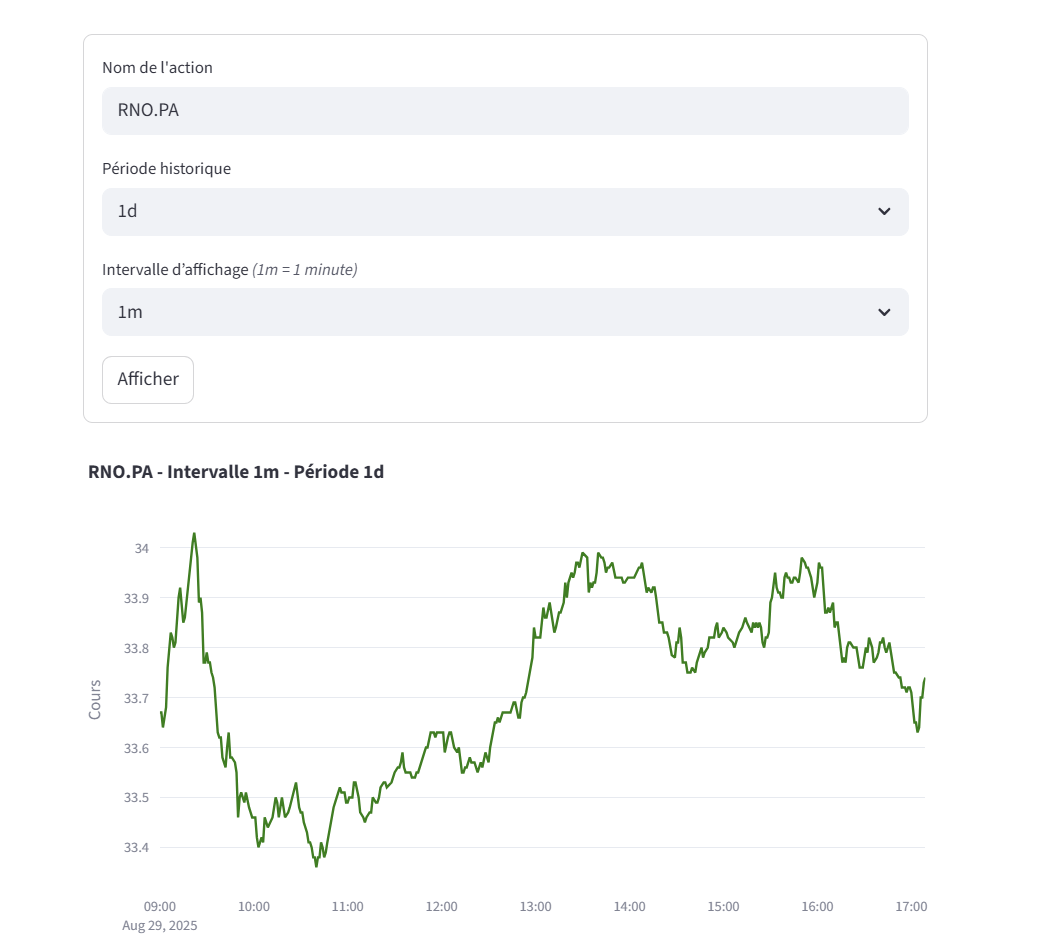 Nom de l'action
RNO.PA
Période historique
1d
Intervalle d’affichage (1m = 1 minute)
1m
Afficher
RNO.PA - Intervalle 1m - Période 1d
34
33.9
33.8
33.7
33.6
33.5
33.4
Cours
09:00 10:00 11:00 12:00 13:00 14:00 15:00 16:00 17:00
Aug 29, 2025